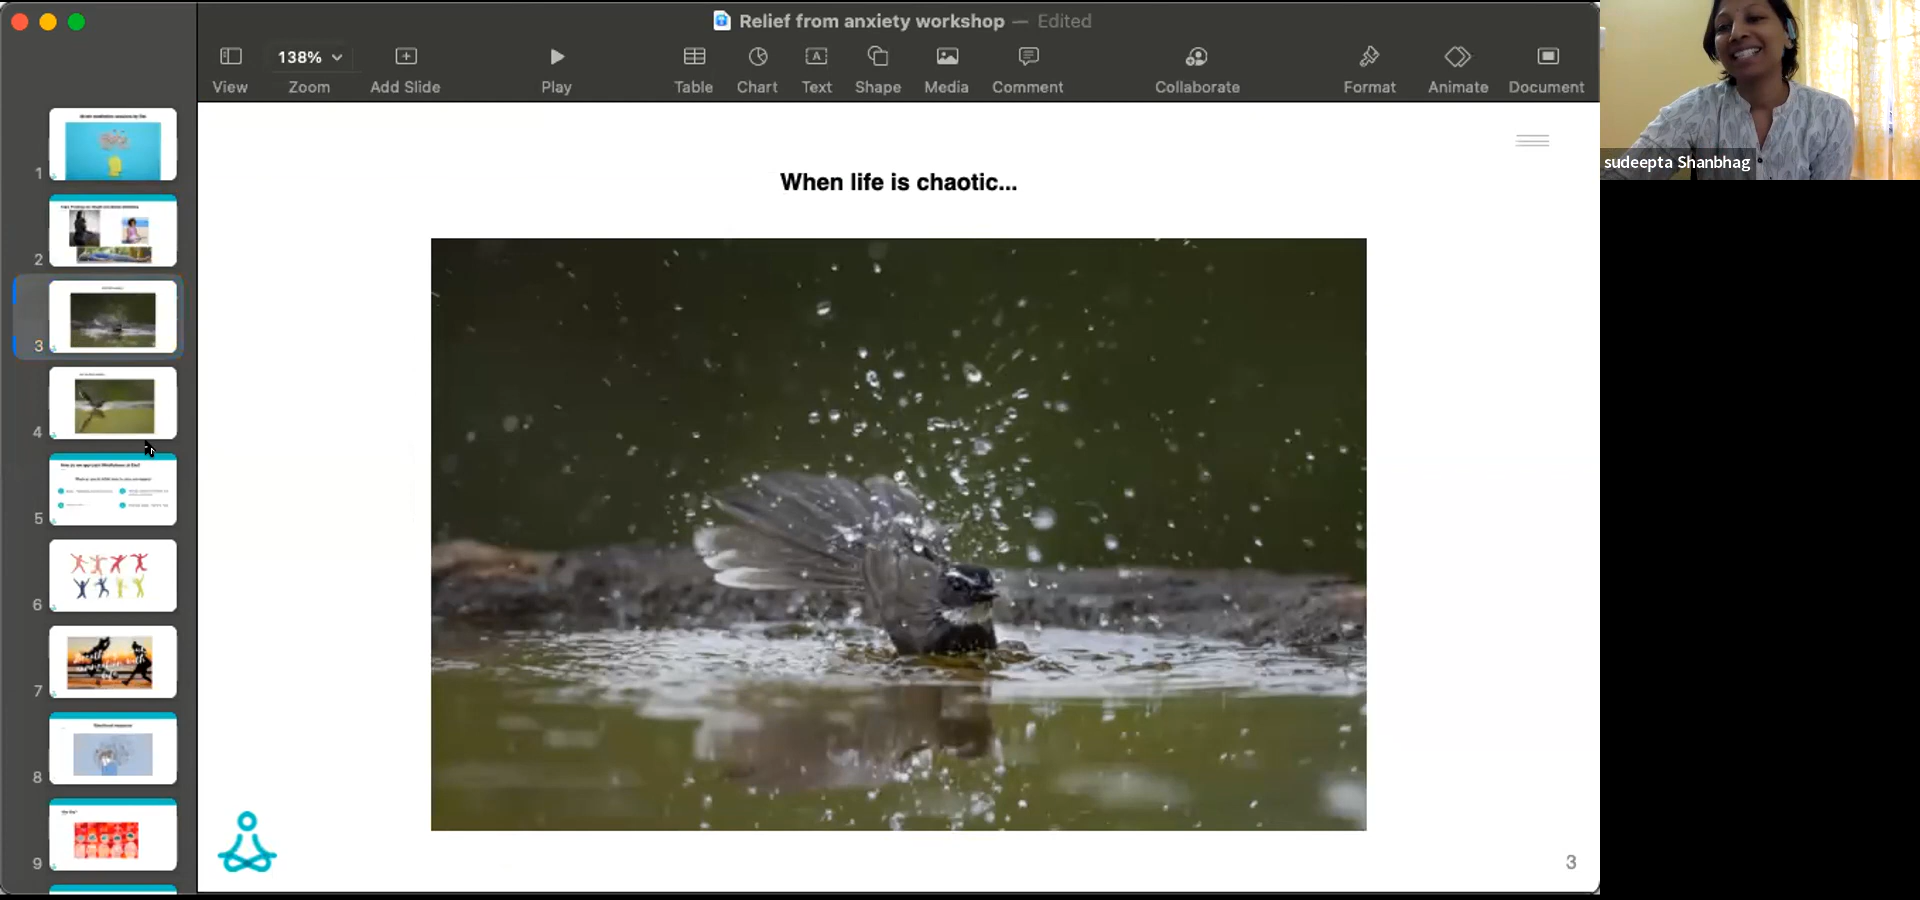 Relief from anxiety workshop — Edited
138%
View
Zoom
Add Slide
Play
Table
Chart
Text
Shape
Media
Comment
Collaborate
Format
Animate
Document
sudeepta Shanbhag
When life is chaotic...
1
2
3
4
5
6
7
8
9
3